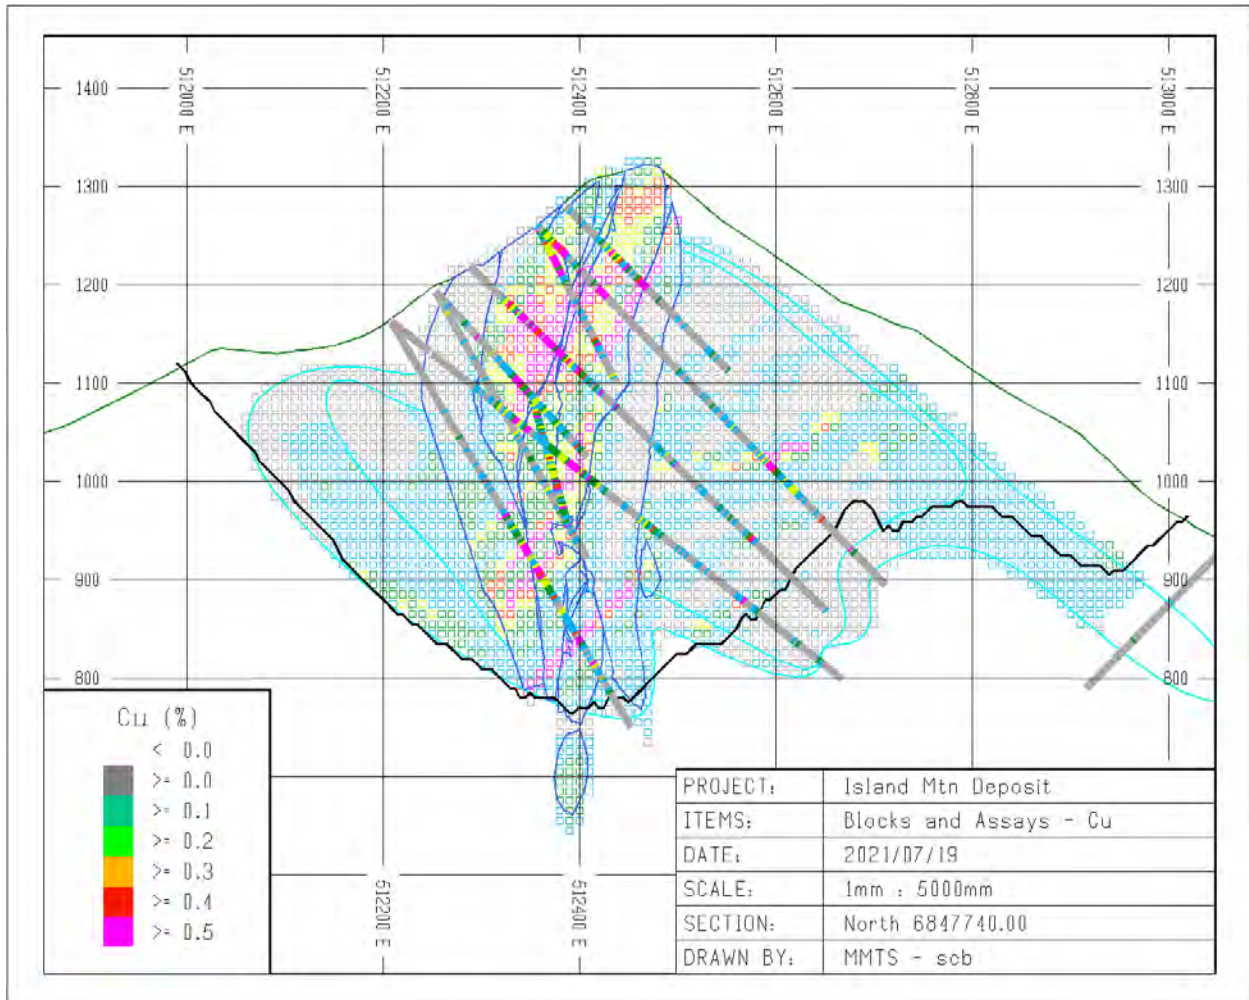 512000 E
512200 E
512400 E
512600 E
512800 E
513000 E
1400
1300 1300
1200 1200
1100 1100
1000 1000
900 900
800 800
Cu (%)
< 0.0
>= 0.0
>= 0.1
>= 0.2
>= 0.3
>= 0.4
>= 0.5
512200 E
512400 E
PROJECT: Island Mtn Deposit
ITEMS: Blocks and Assays - Cu
DATE: 2021/07/19
SCALE: 1mm : 5000mm
SECTION: North 6847740.00
DRAWN BY: MMTS - scb